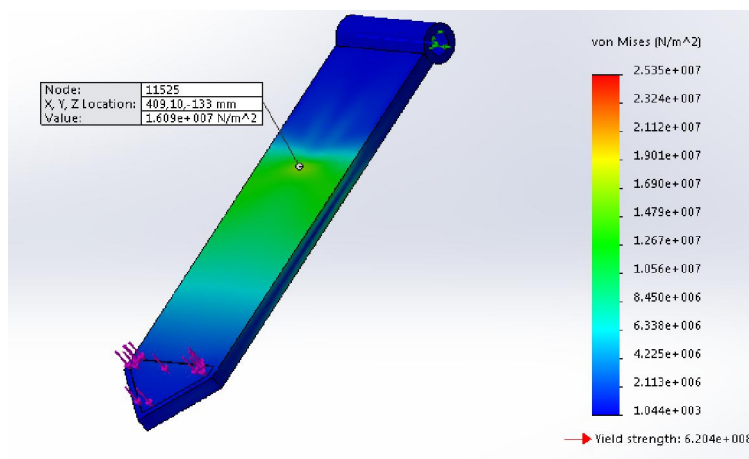 von Mises (N/m^2)
Node: 11525
X, Y, Z Location: 409,10,-133 mm
Value: 1.609e+007 N/m^2
2.535e+007
2.324e+007
2.112e+007
1.901e+007
1.690e+007
1.479e+007
1.267e+007
1.056e+007
8.450e+006
6.338e+006
4.225e+006
2.113e+006
1.044e+003
Yield strength: 6.204e+008